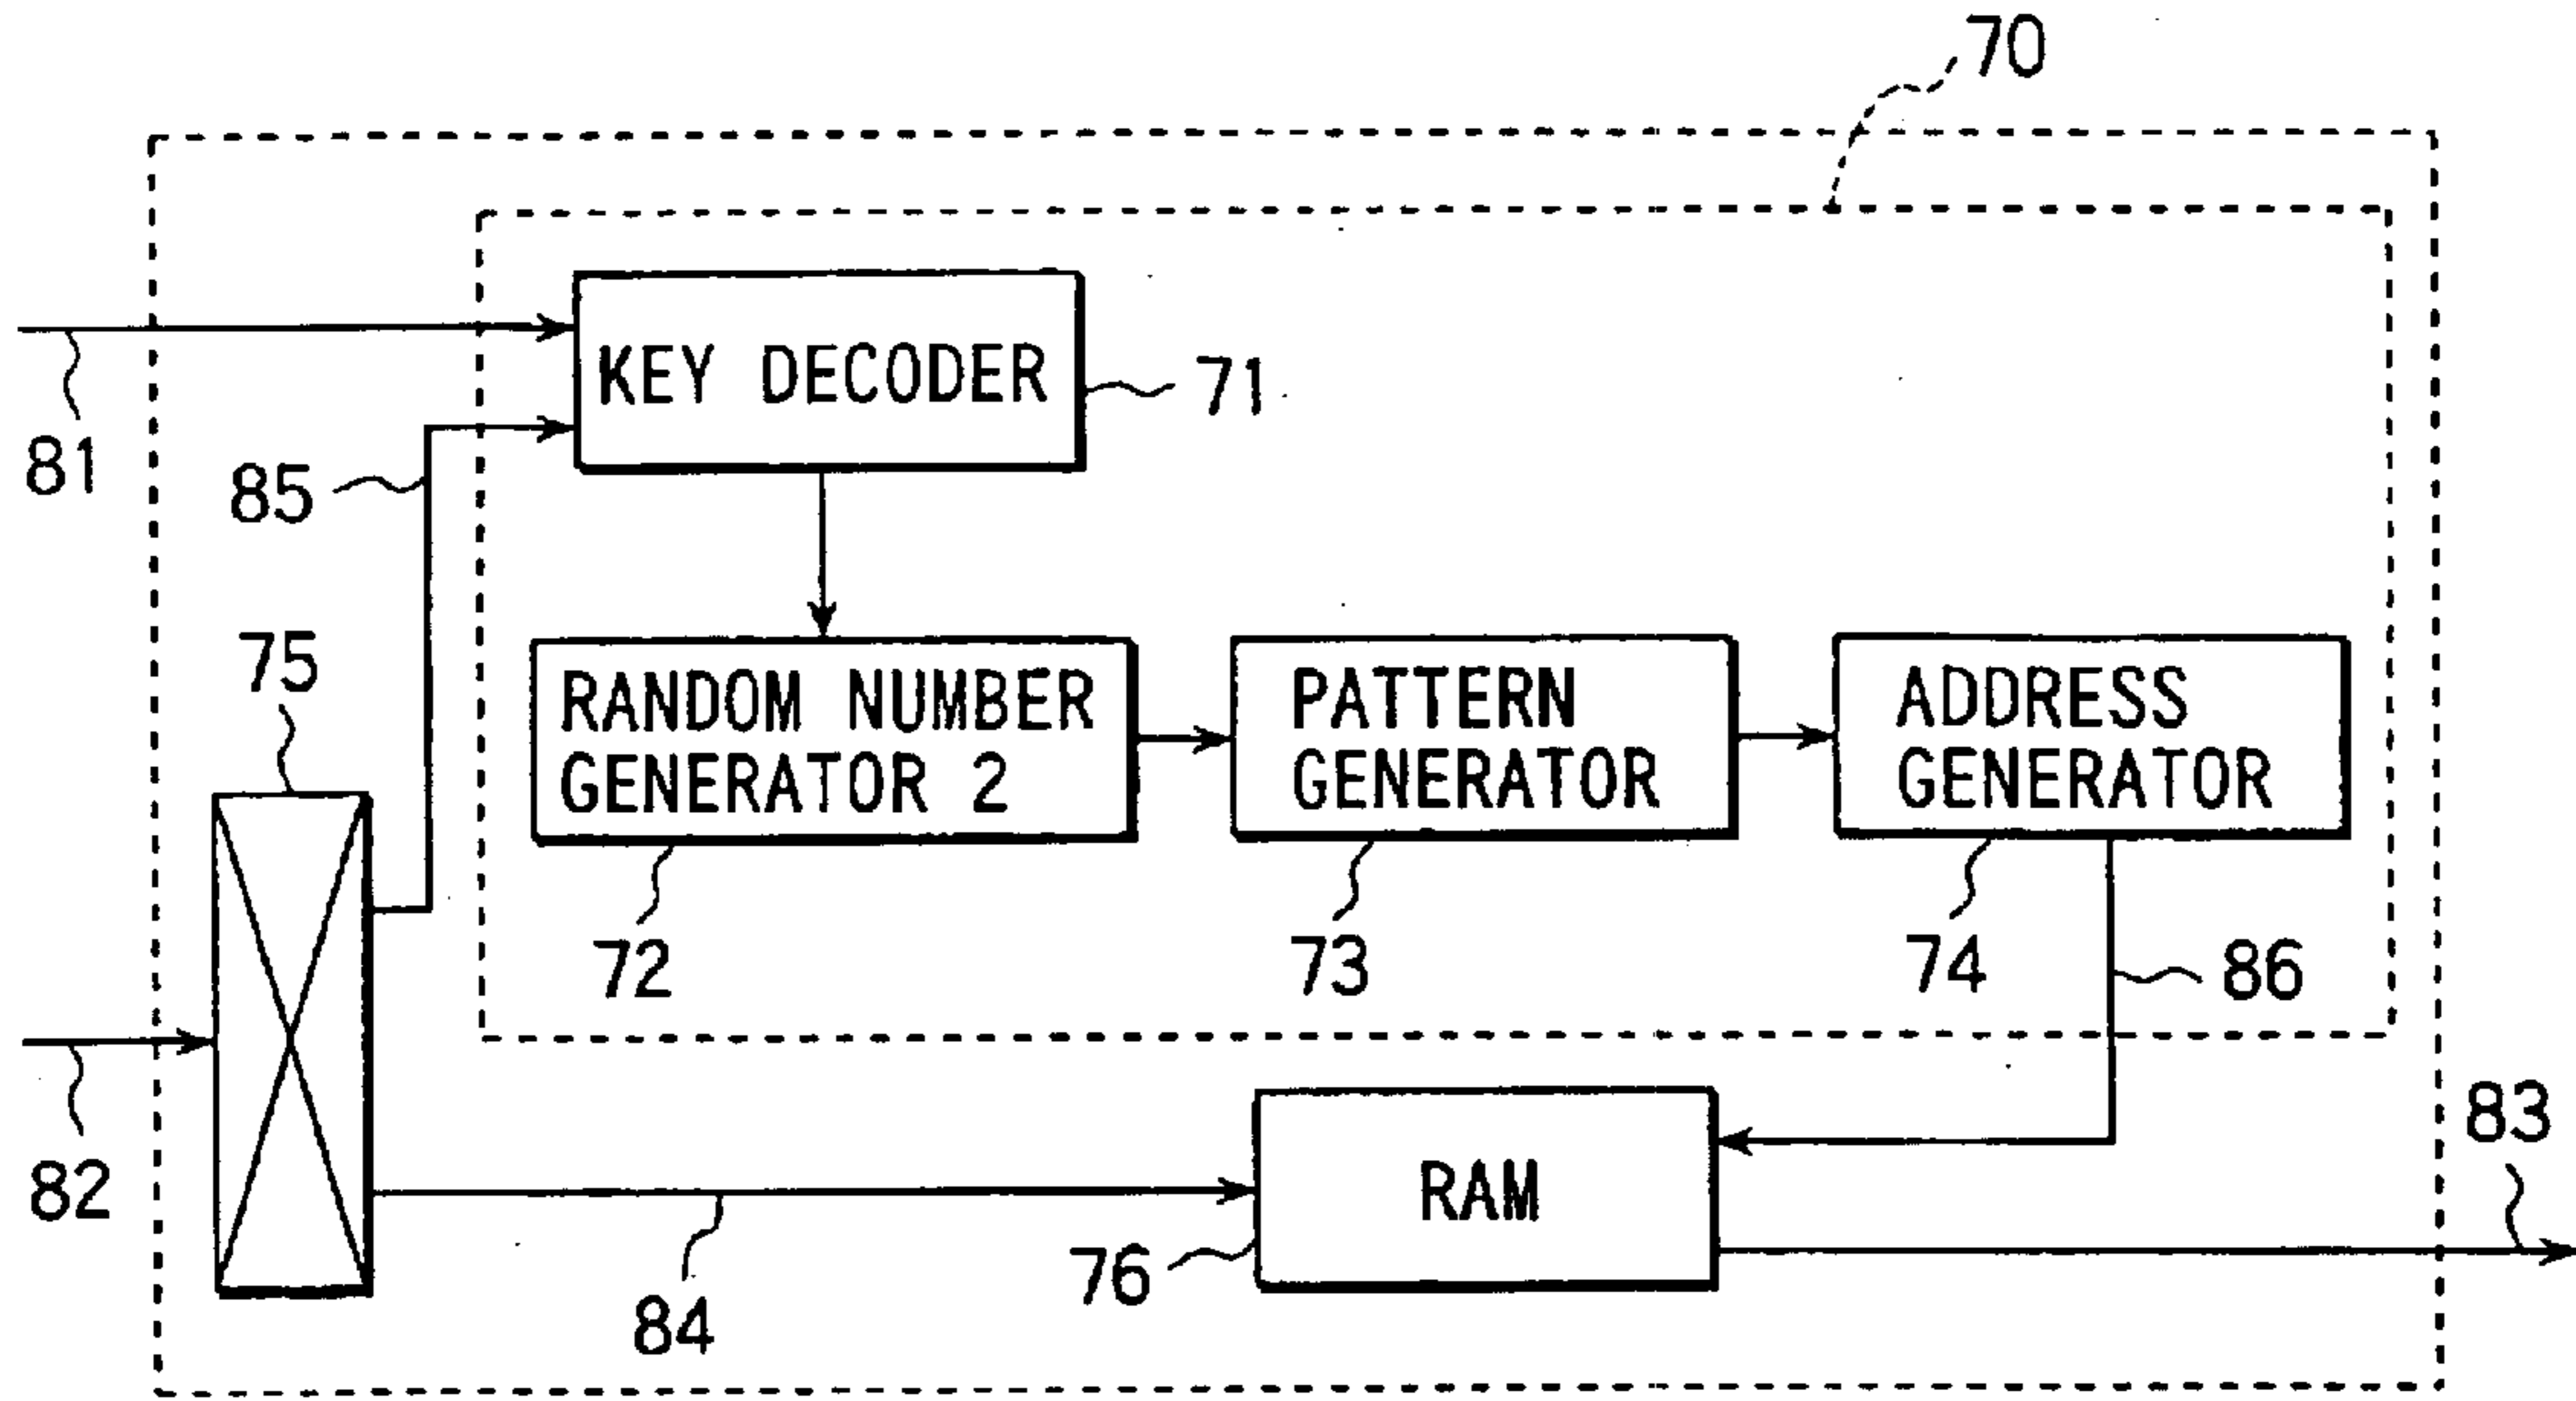 70
KEY DECODER
71
81
85
75
RANDOM NUMBER
GENERATOR 2
PATTERN
GENERATOR
ADDRESS
GENERATOR
72
73
74
86
82
RAM
83
76
84